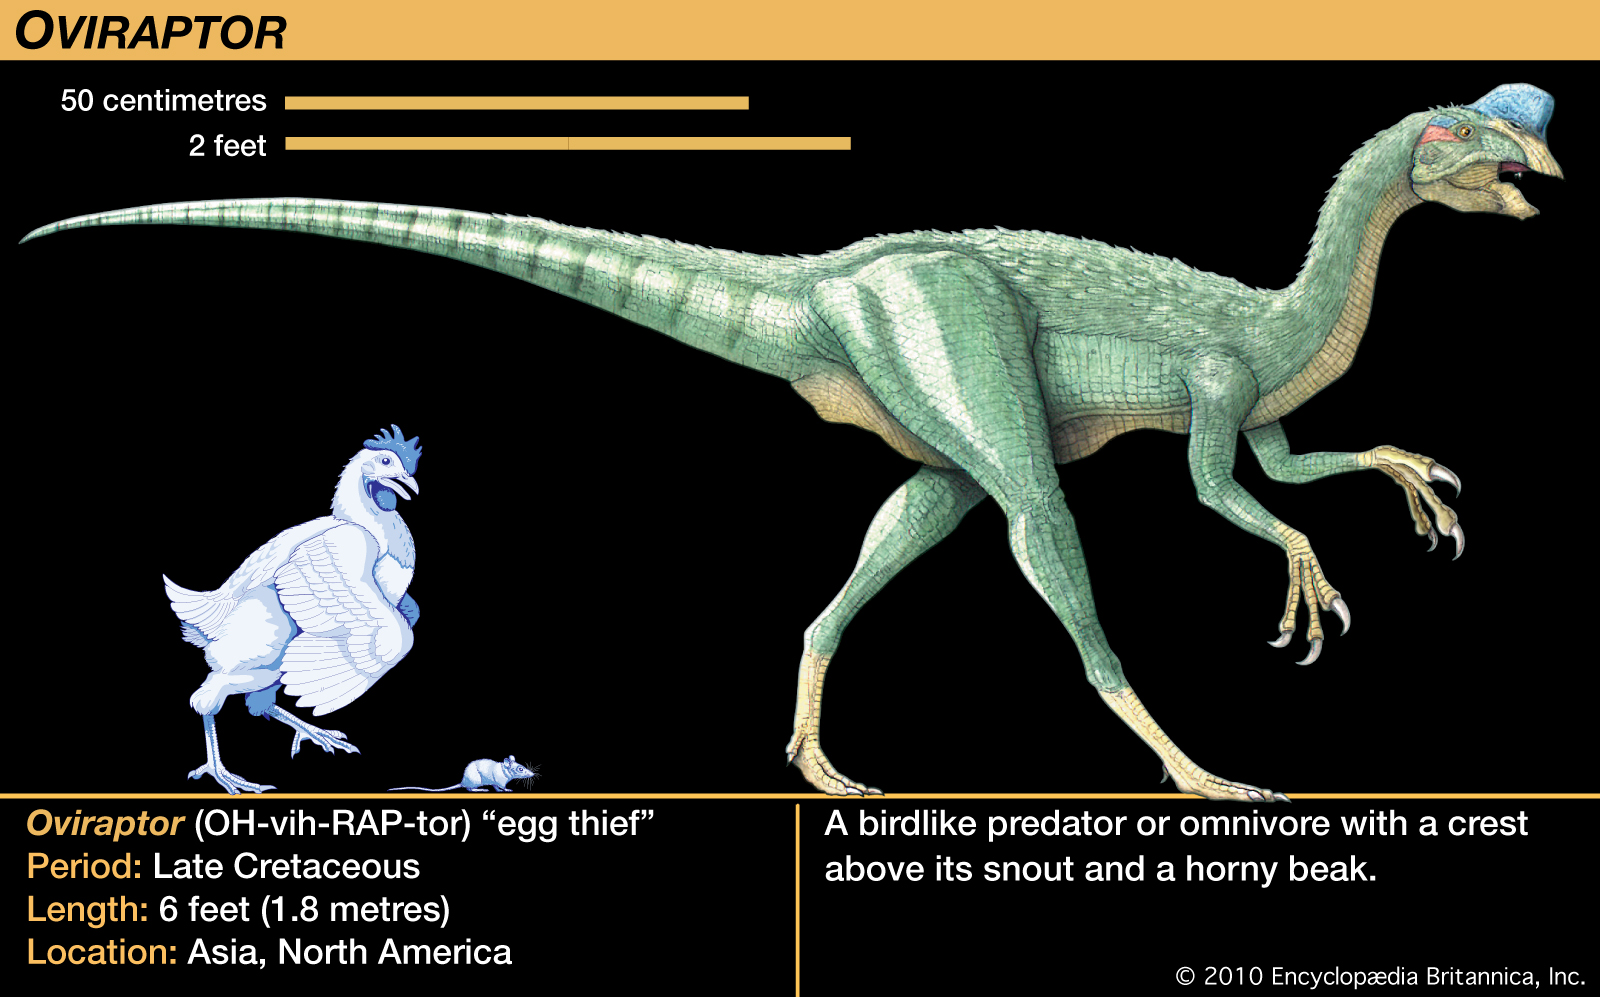 OVIRAPTOR
50 centimetres
2 feet
Oviraptor (OH-vih-RAP-tor) “egg thief”
Period: Late Cretaceous
Length: 6 feet (1.8 metres)
Location: Asia, North America
A birdlike predator or omnivore with a crest
above its snout and a horny beak.
© 2010 Encyclopædia Britannica, Inc.